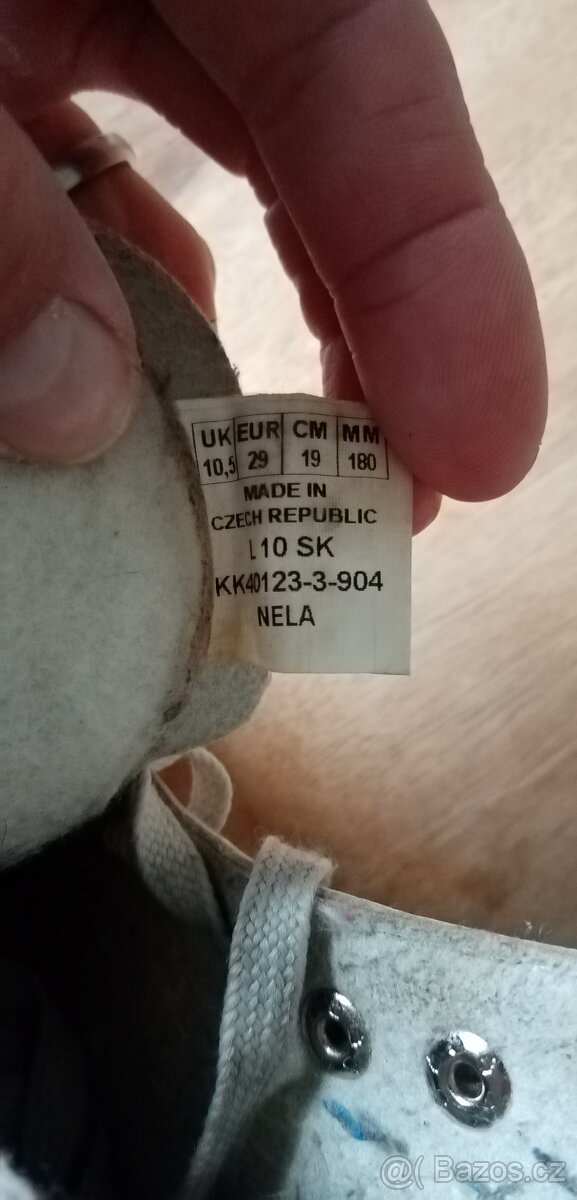 UK EUR CM MM
10,5 29 19 180
MADE IN
CZECH REPUBLIC
L10 SK
KK40123-3-904
NELA
@( Bazos.cz